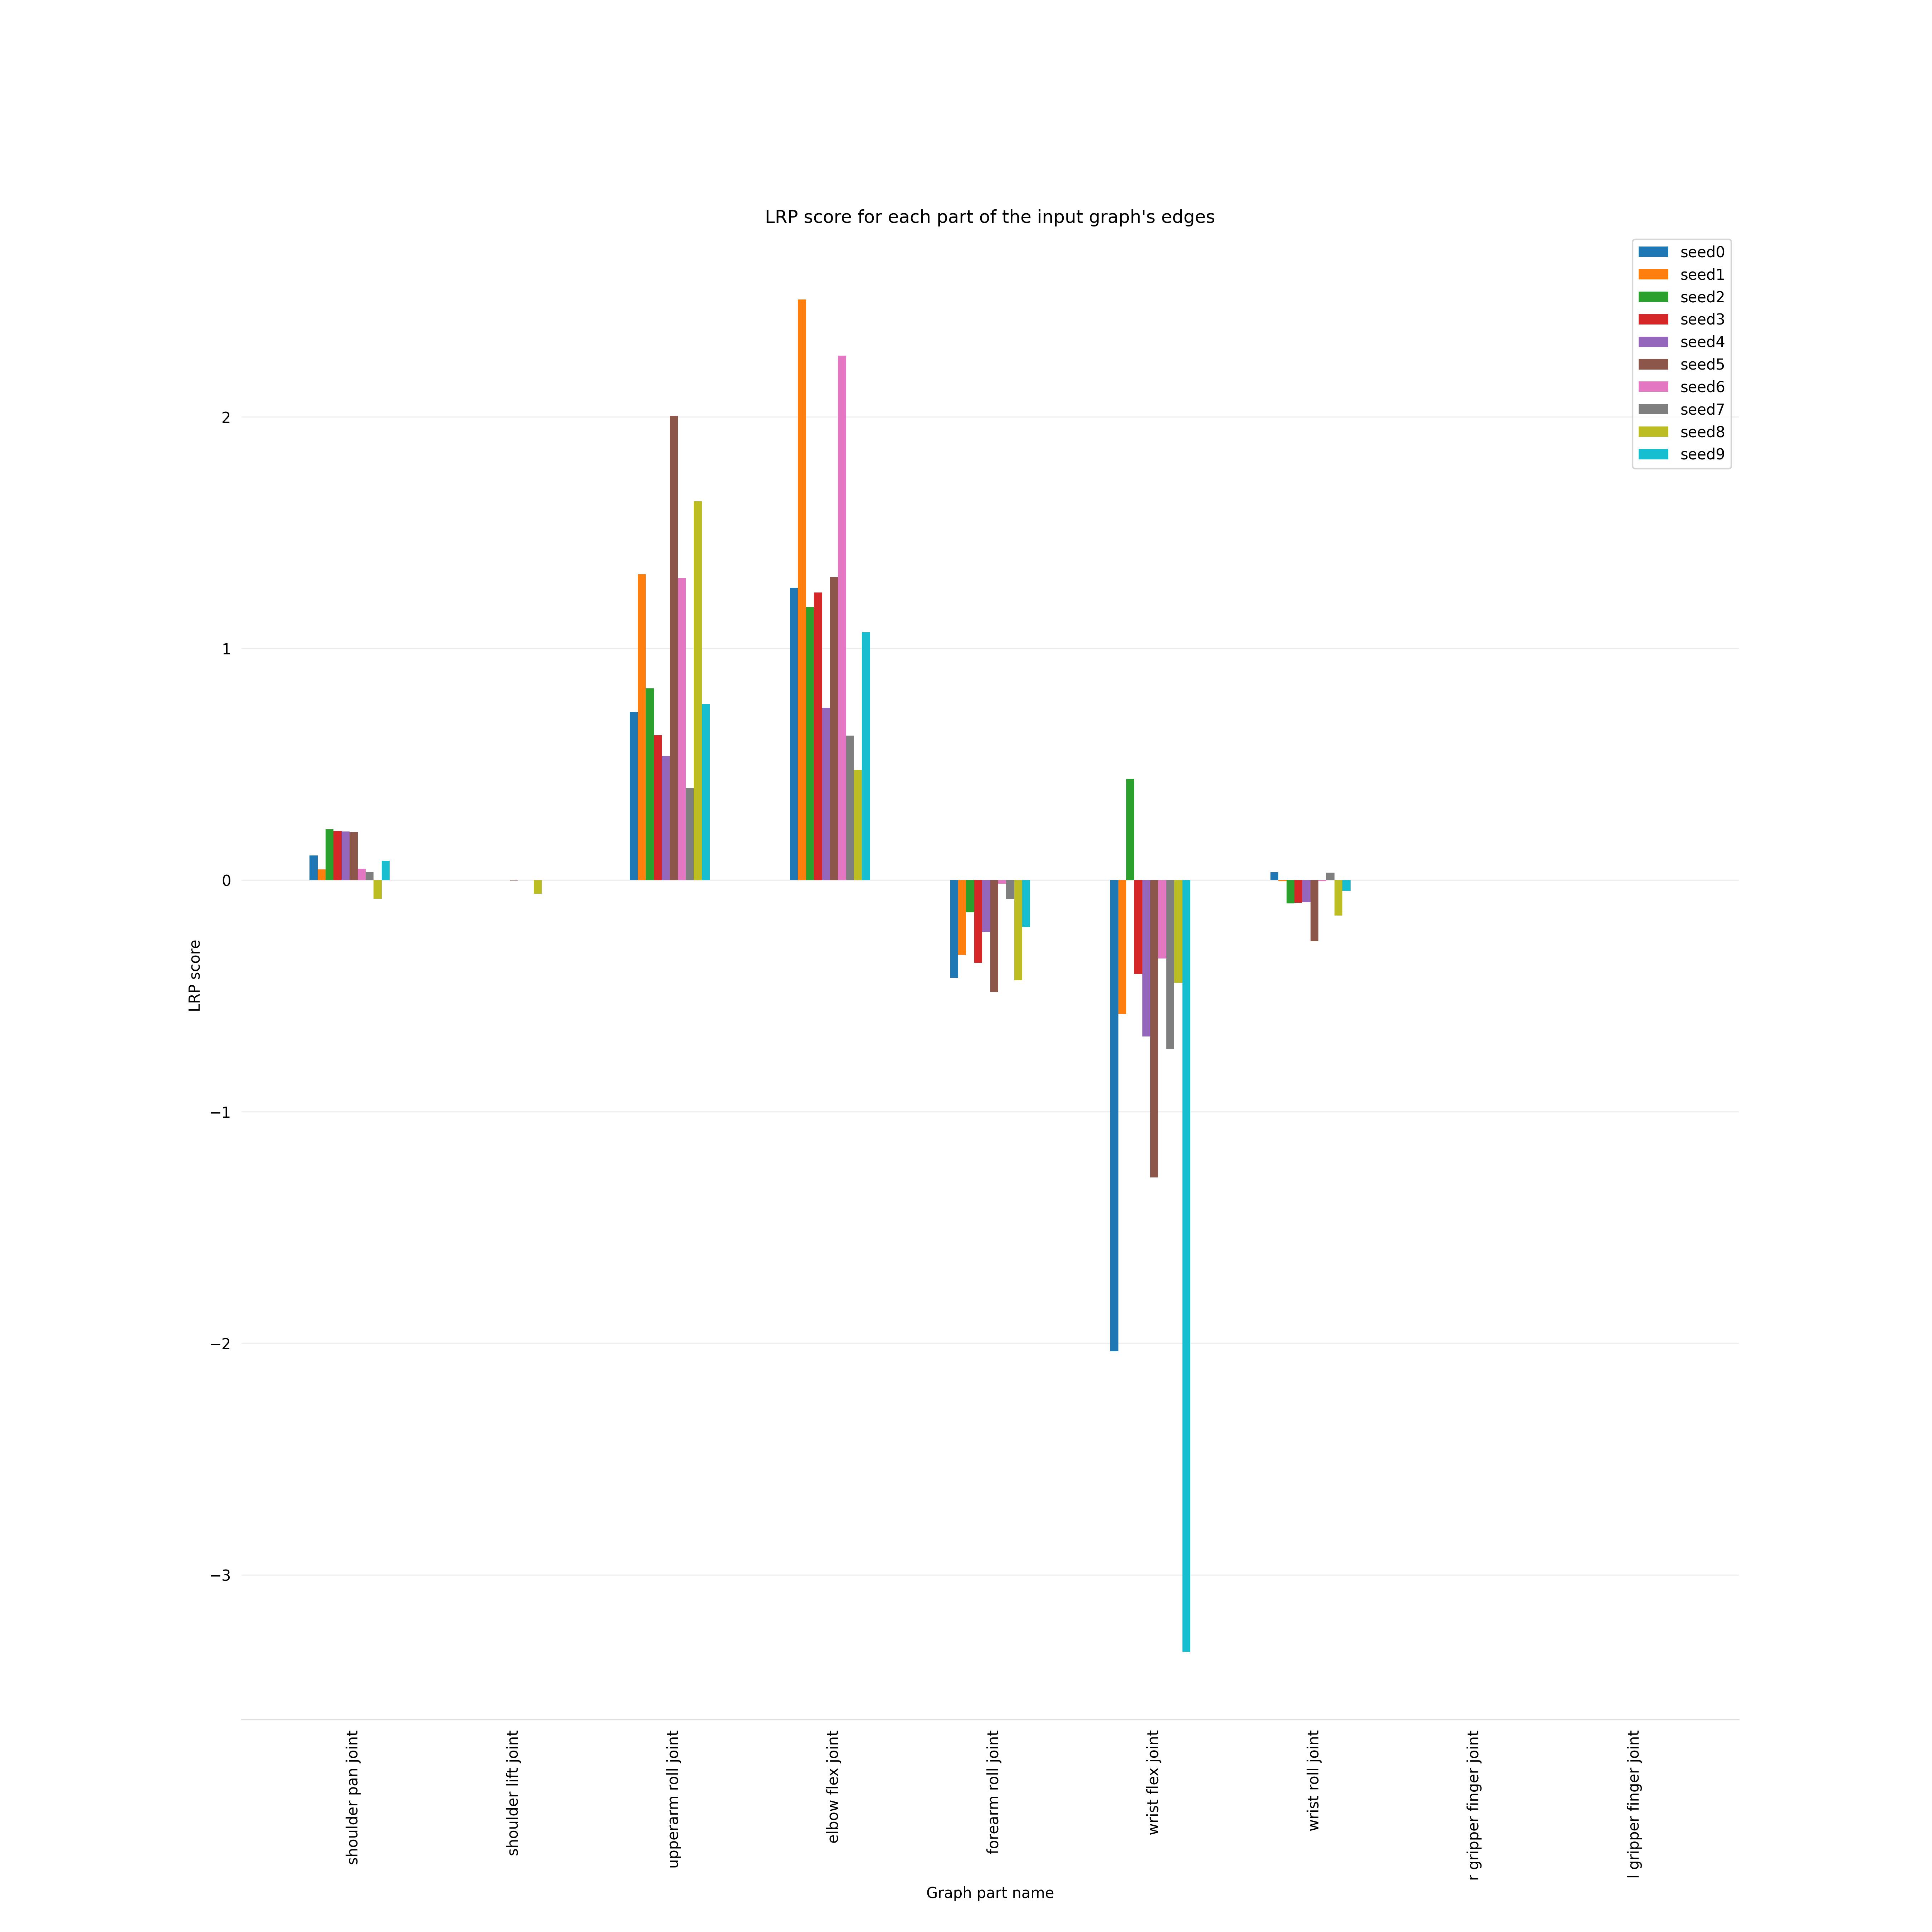 LRP score for each part of the input graph's edges
seed0
seed1
seed2
seed3
seed4
seed5
seed6
seed7
seed8
seed9
2
1
0
−1
−2
−3
LRP score
shoulder pan joint
shoulder lift joint
upperarm roll joint
elbow flex joint
forearm roll joint
wrist flex joint
wrist roll joint
r gripper finger joint
l gripper finger joint
Graph part name